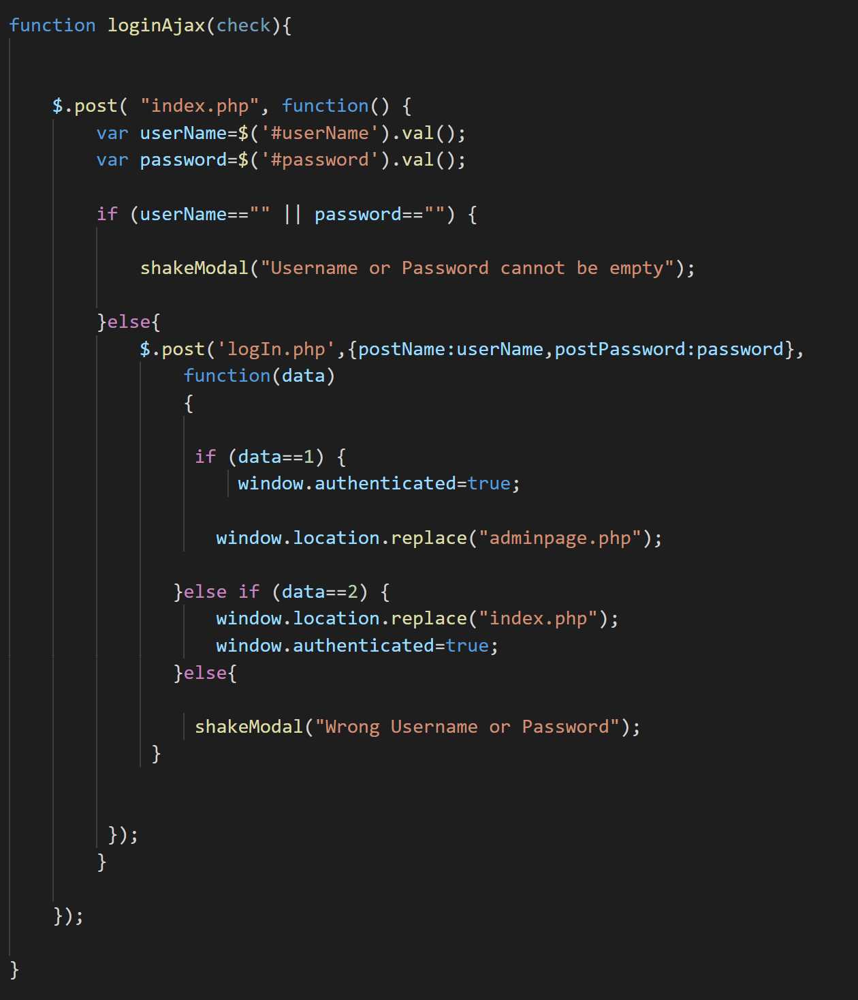 function loginAjax(check){
$.post( "index.php", function() {
var userName=$('#userName').val();
var password=$('#password').val();
if (userName=="" || password=="") {
shakeModal("Username or Password cannot be empty");
}else{
$.post('logIn.php',{postName:userName,postPassword:password},
function(data)
{
if (data==1) {
window.authenticated=true;
window.location.replace("adminpage.php");
}else if (data==2) {
window.location.replace("index.php");
window.authenticated=true;
}else{
shakeModal("Wrong Username or Password");
}
});
}
});
}